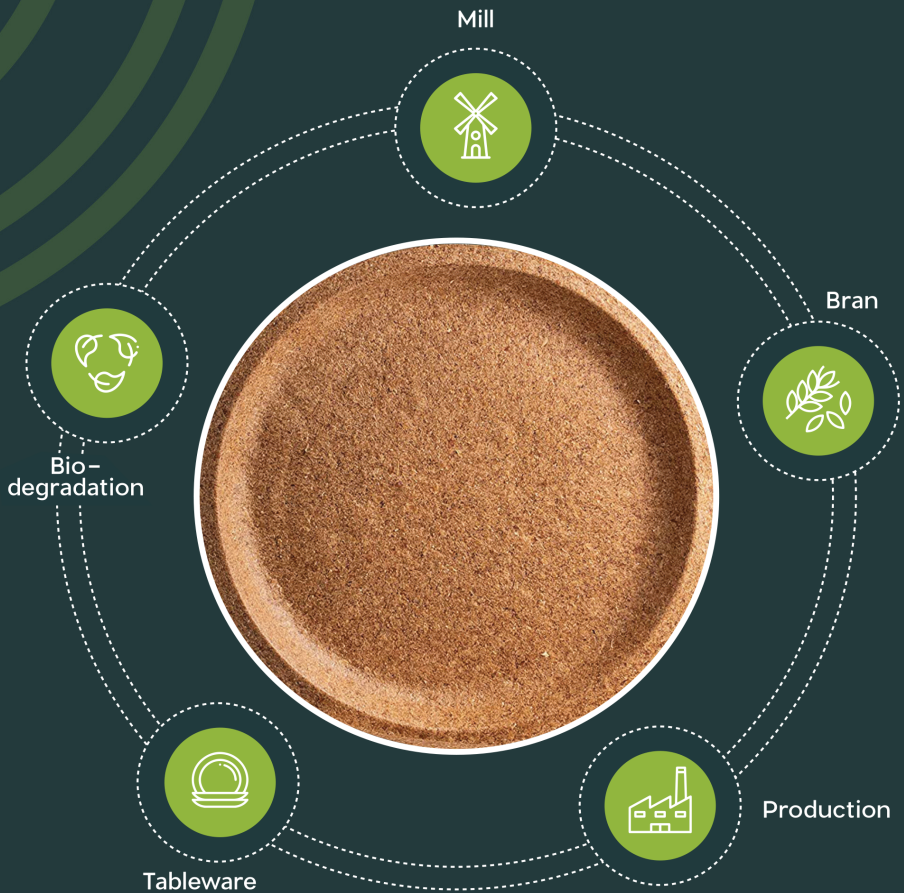 Mill
Bran
Bio-
degradation
Production
Tableware